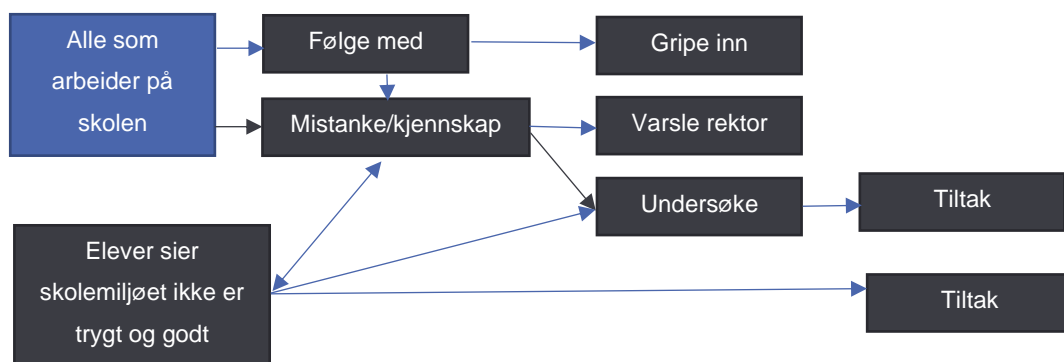 Alle som
arbeider på
skolen
Følge med
Gripe inn
Mistanke/kjennskap
Varsle rektor
Undersøke
Tiltak
Elever sier
skolemiljøet ikke er
trygt og godt
Tiltak